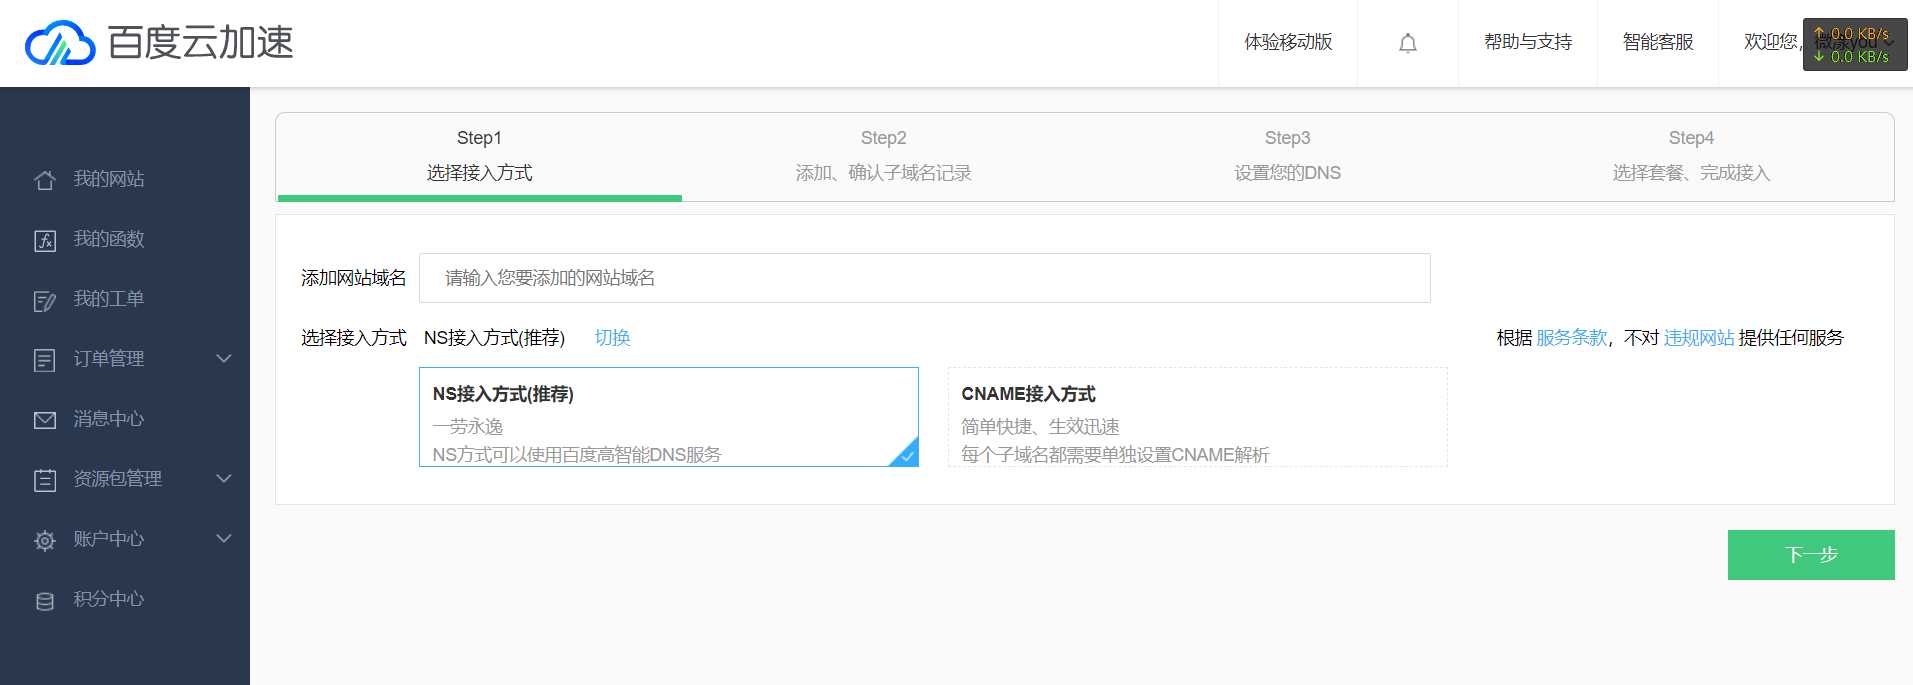 百度云加速
体验移动版
帮助与支持
智能客服
欢迎您,
↑ 0.0 KB/s
↓ 0.0 KB/s
我的网站
我的函数
我的工单
订单管理
消息中心
资源包管理
账户中心
积分中心
Step1
选择接入方式
Step2
添加、确认子域名记录
Step3
设置您的DNS
Step4
选择套餐、完成接入
添加网站域名 请输入您要添加的网站域名
选择接入方式 NS接入方式(推荐) 切换
根据 服务条款，不对 违规网站 提供任何服务
NS接入方式(推荐)
一劳永逸
NS方式可以使用百度高智能DNS服务
CNAME接入方式
简单快捷、生效迅速
每个子域名都需要单独设置CNAME解析
下一步